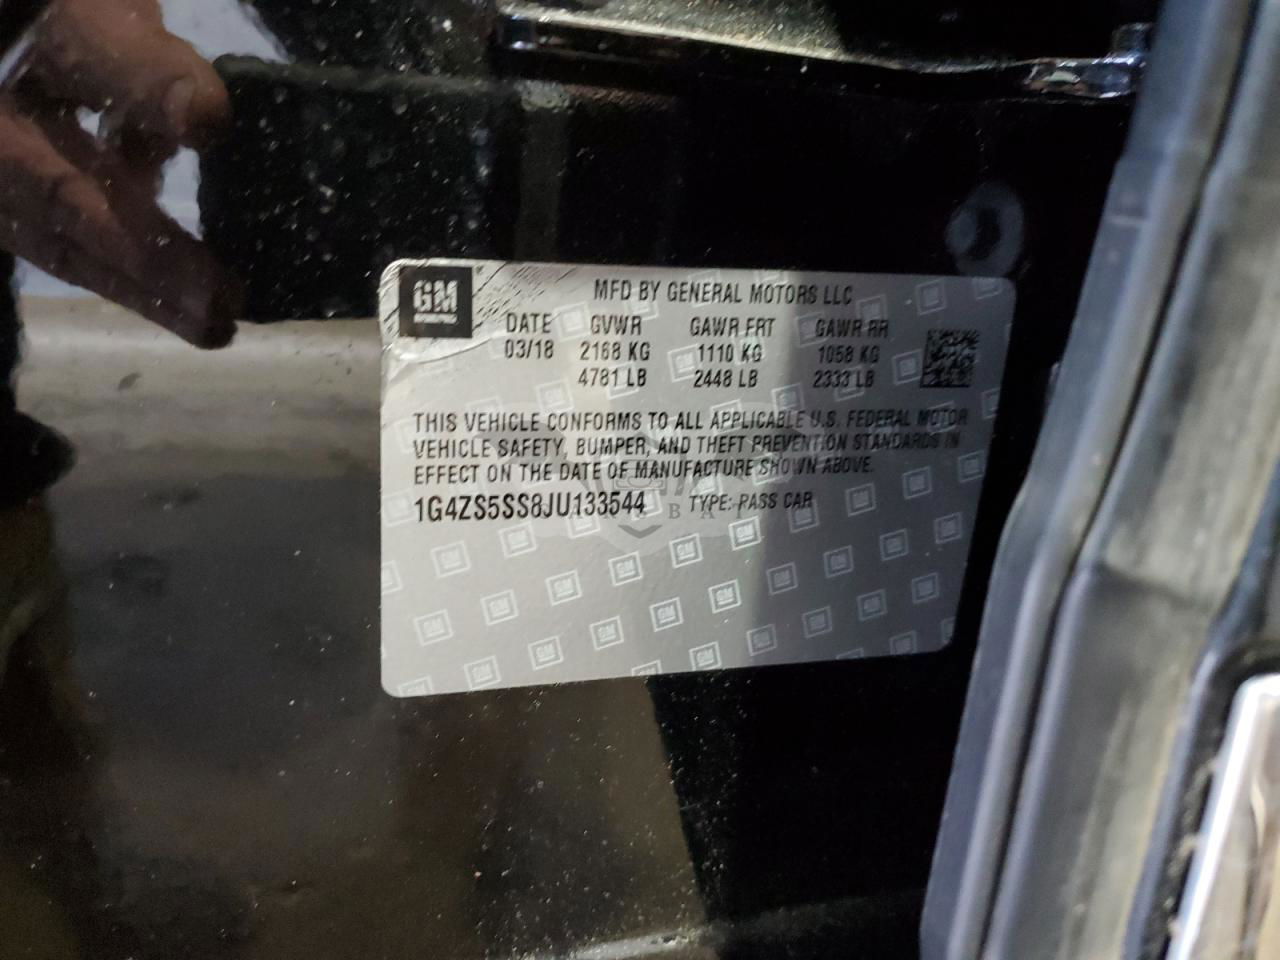 GM
MFD BY GENERAL MOTORS LLC
DATE GVWR GAWR FRT GAWR RR
03/18 2168 KG 1110 KG 1058 KG
4781 LB 2448 LB 2333 LB
THIS VEHICLE CONFORMS TO ALL APPLICABLE U.S. FEDERAL MOTOR
VEHICLE SAFETY, BUMPER, AND THEFT PREVENTION STANDARDS IN
EFFECT ON THE DATE OF MANUFACTURE SHOWN ABOVE.
1G4ZS5SS8JU133544 TYPE: PASS CAR